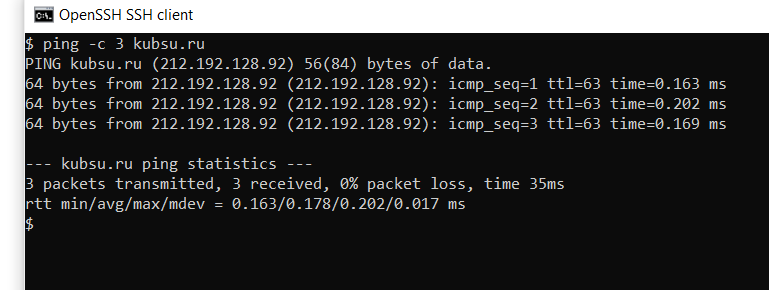 OpenSSH SSH client
$ ping -c 3 kubsu.ru
PING kubsu.ru (212.192.128.92) 56(84) bytes of data.
64 bytes from 212.192.128.92 (212.192.128.92): icmp_seq=1 ttl=63 time=0.163 ms
64 bytes from 212.192.128.92 (212.192.128.92): icmp_seq=2 ttl=63 time=0.202 ms
64 bytes from 212.192.128.92 (212.192.128.92): icmp_seq=3 ttl=63 time=0.169 ms

--- kubsu.ru ping statistics ---
3 packets transmitted, 3 received, 0% packet loss, time 35ms
rtt min/avg/max/mdev = 0.163/0.178/0.202/0.017 ms
$